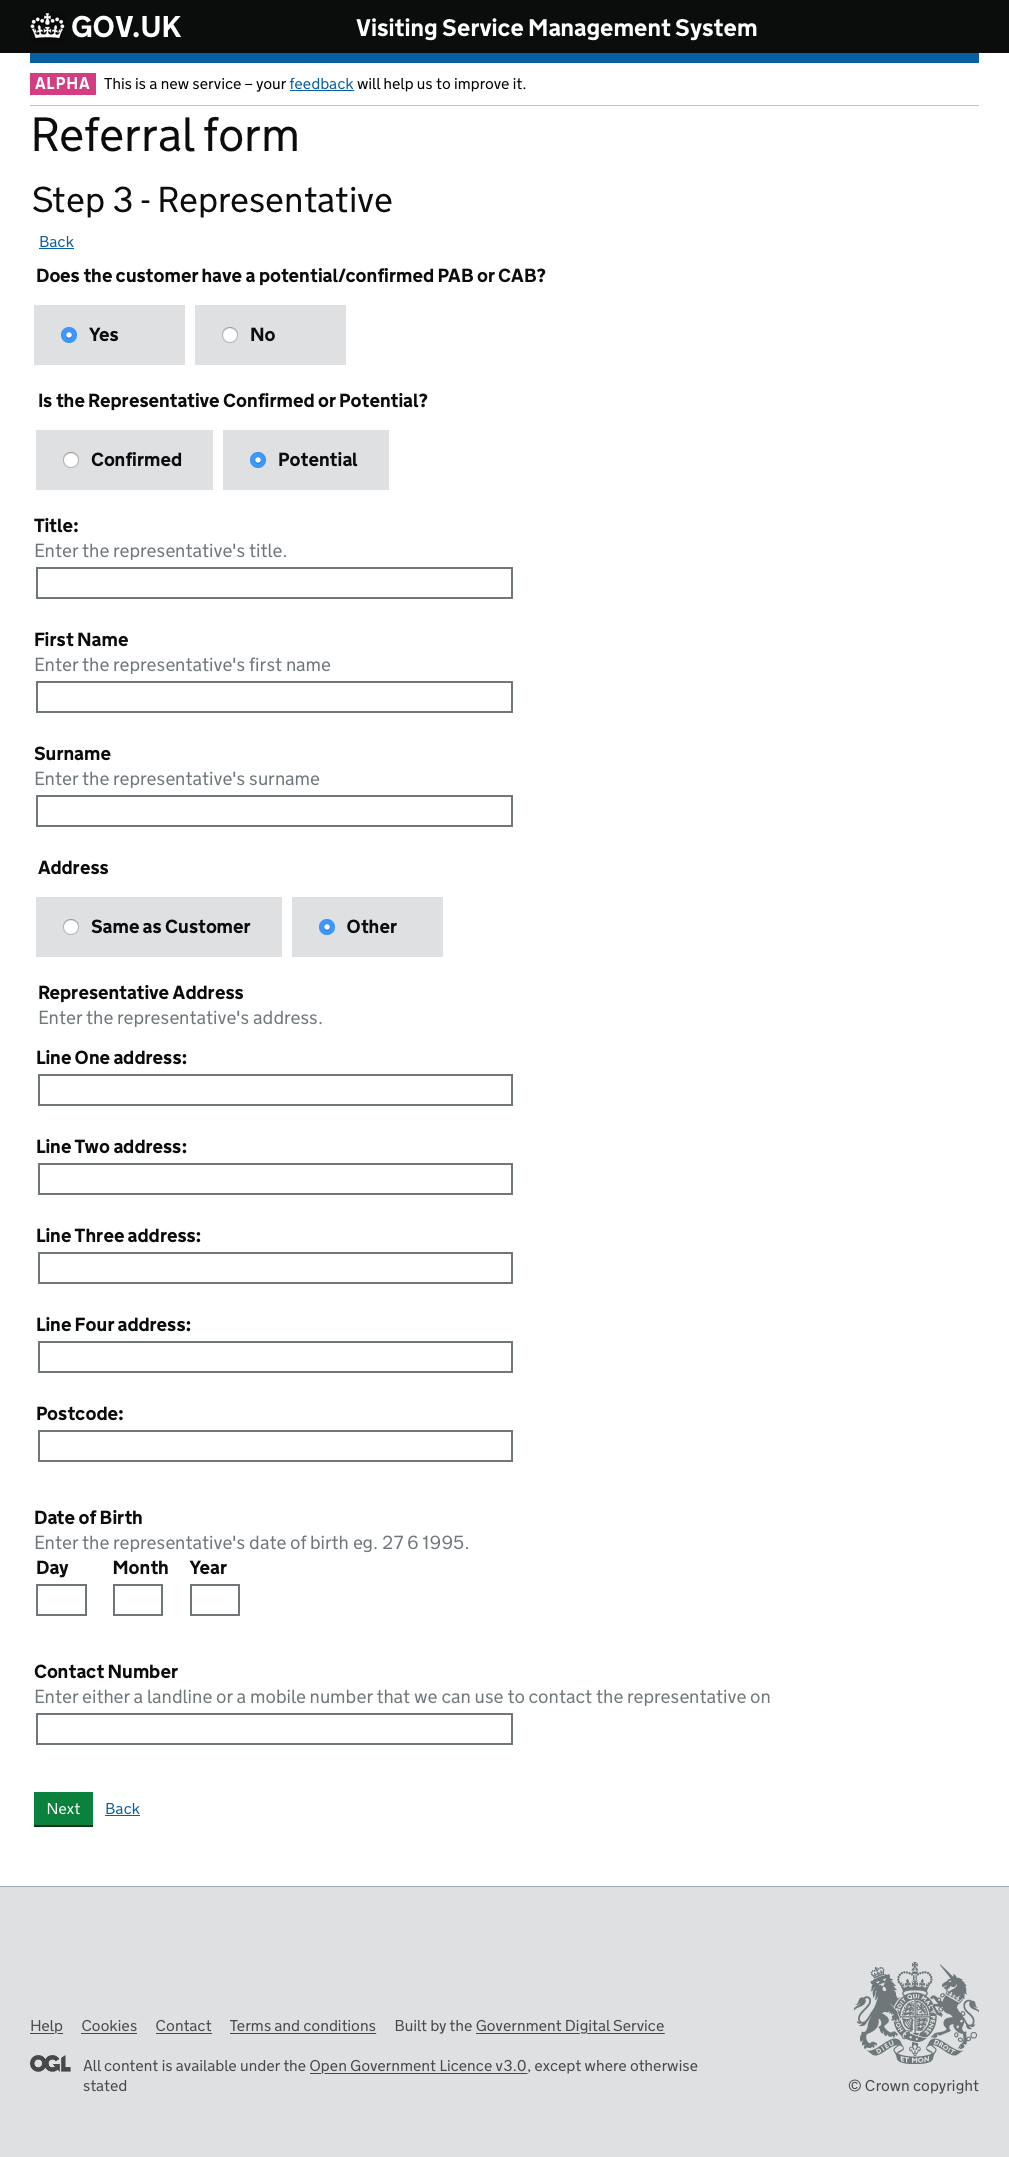 GOV.UK Visiting Service Management System
ALPHA This is a new service – your feedback will help us to improve it.
Referral form
Step 3 - Representative
Back
Does the customer have a potential/confirmed PAB or CAB?
Yes No
Is the Representative Confirmed or Potential?
Confirmed Potential
Title:
Enter the representative's title.
First Name
Enter the representative's first name
Surname
Enter the representative's surname
Address
Same as Customer Other
Representative Address
Enter the representative's address.
Line One address:
Line Two address:
Line Three address:
Line Four address:
Postcode:
Date of Birth
Enter the representative's date of birth eg. 27 6 1995.
Day Month Year
Contact Number
Enter either a landline or a mobile number that we can use to contact the representative on
Next Back
Help Cookies Contact Terms and conditions Built by the Government Digital Service
OGL All content is available under the Open Government Licence v3.0, except where otherwise
stated
DIEU ET MON DROIT
© Crown copyright